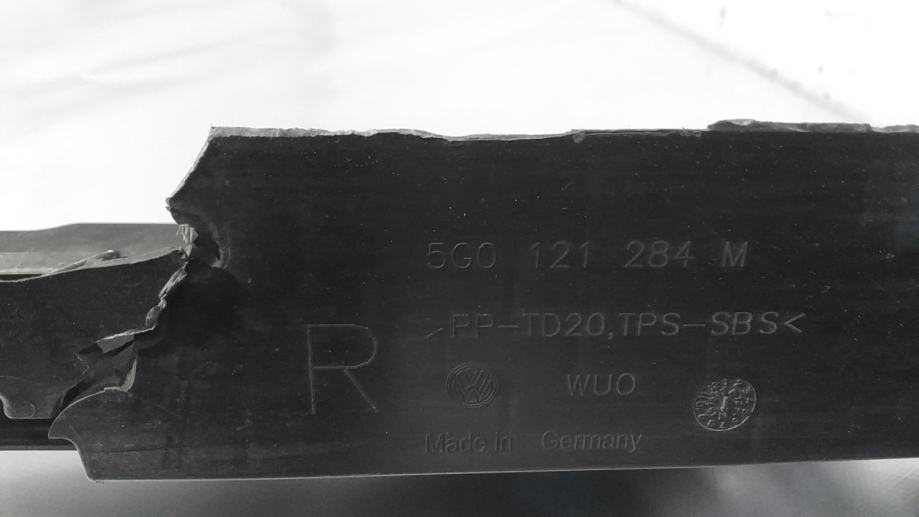 5G0 121 284 M
>PP-TD20,TPS-SBS<
R
WUO
Made in Germany